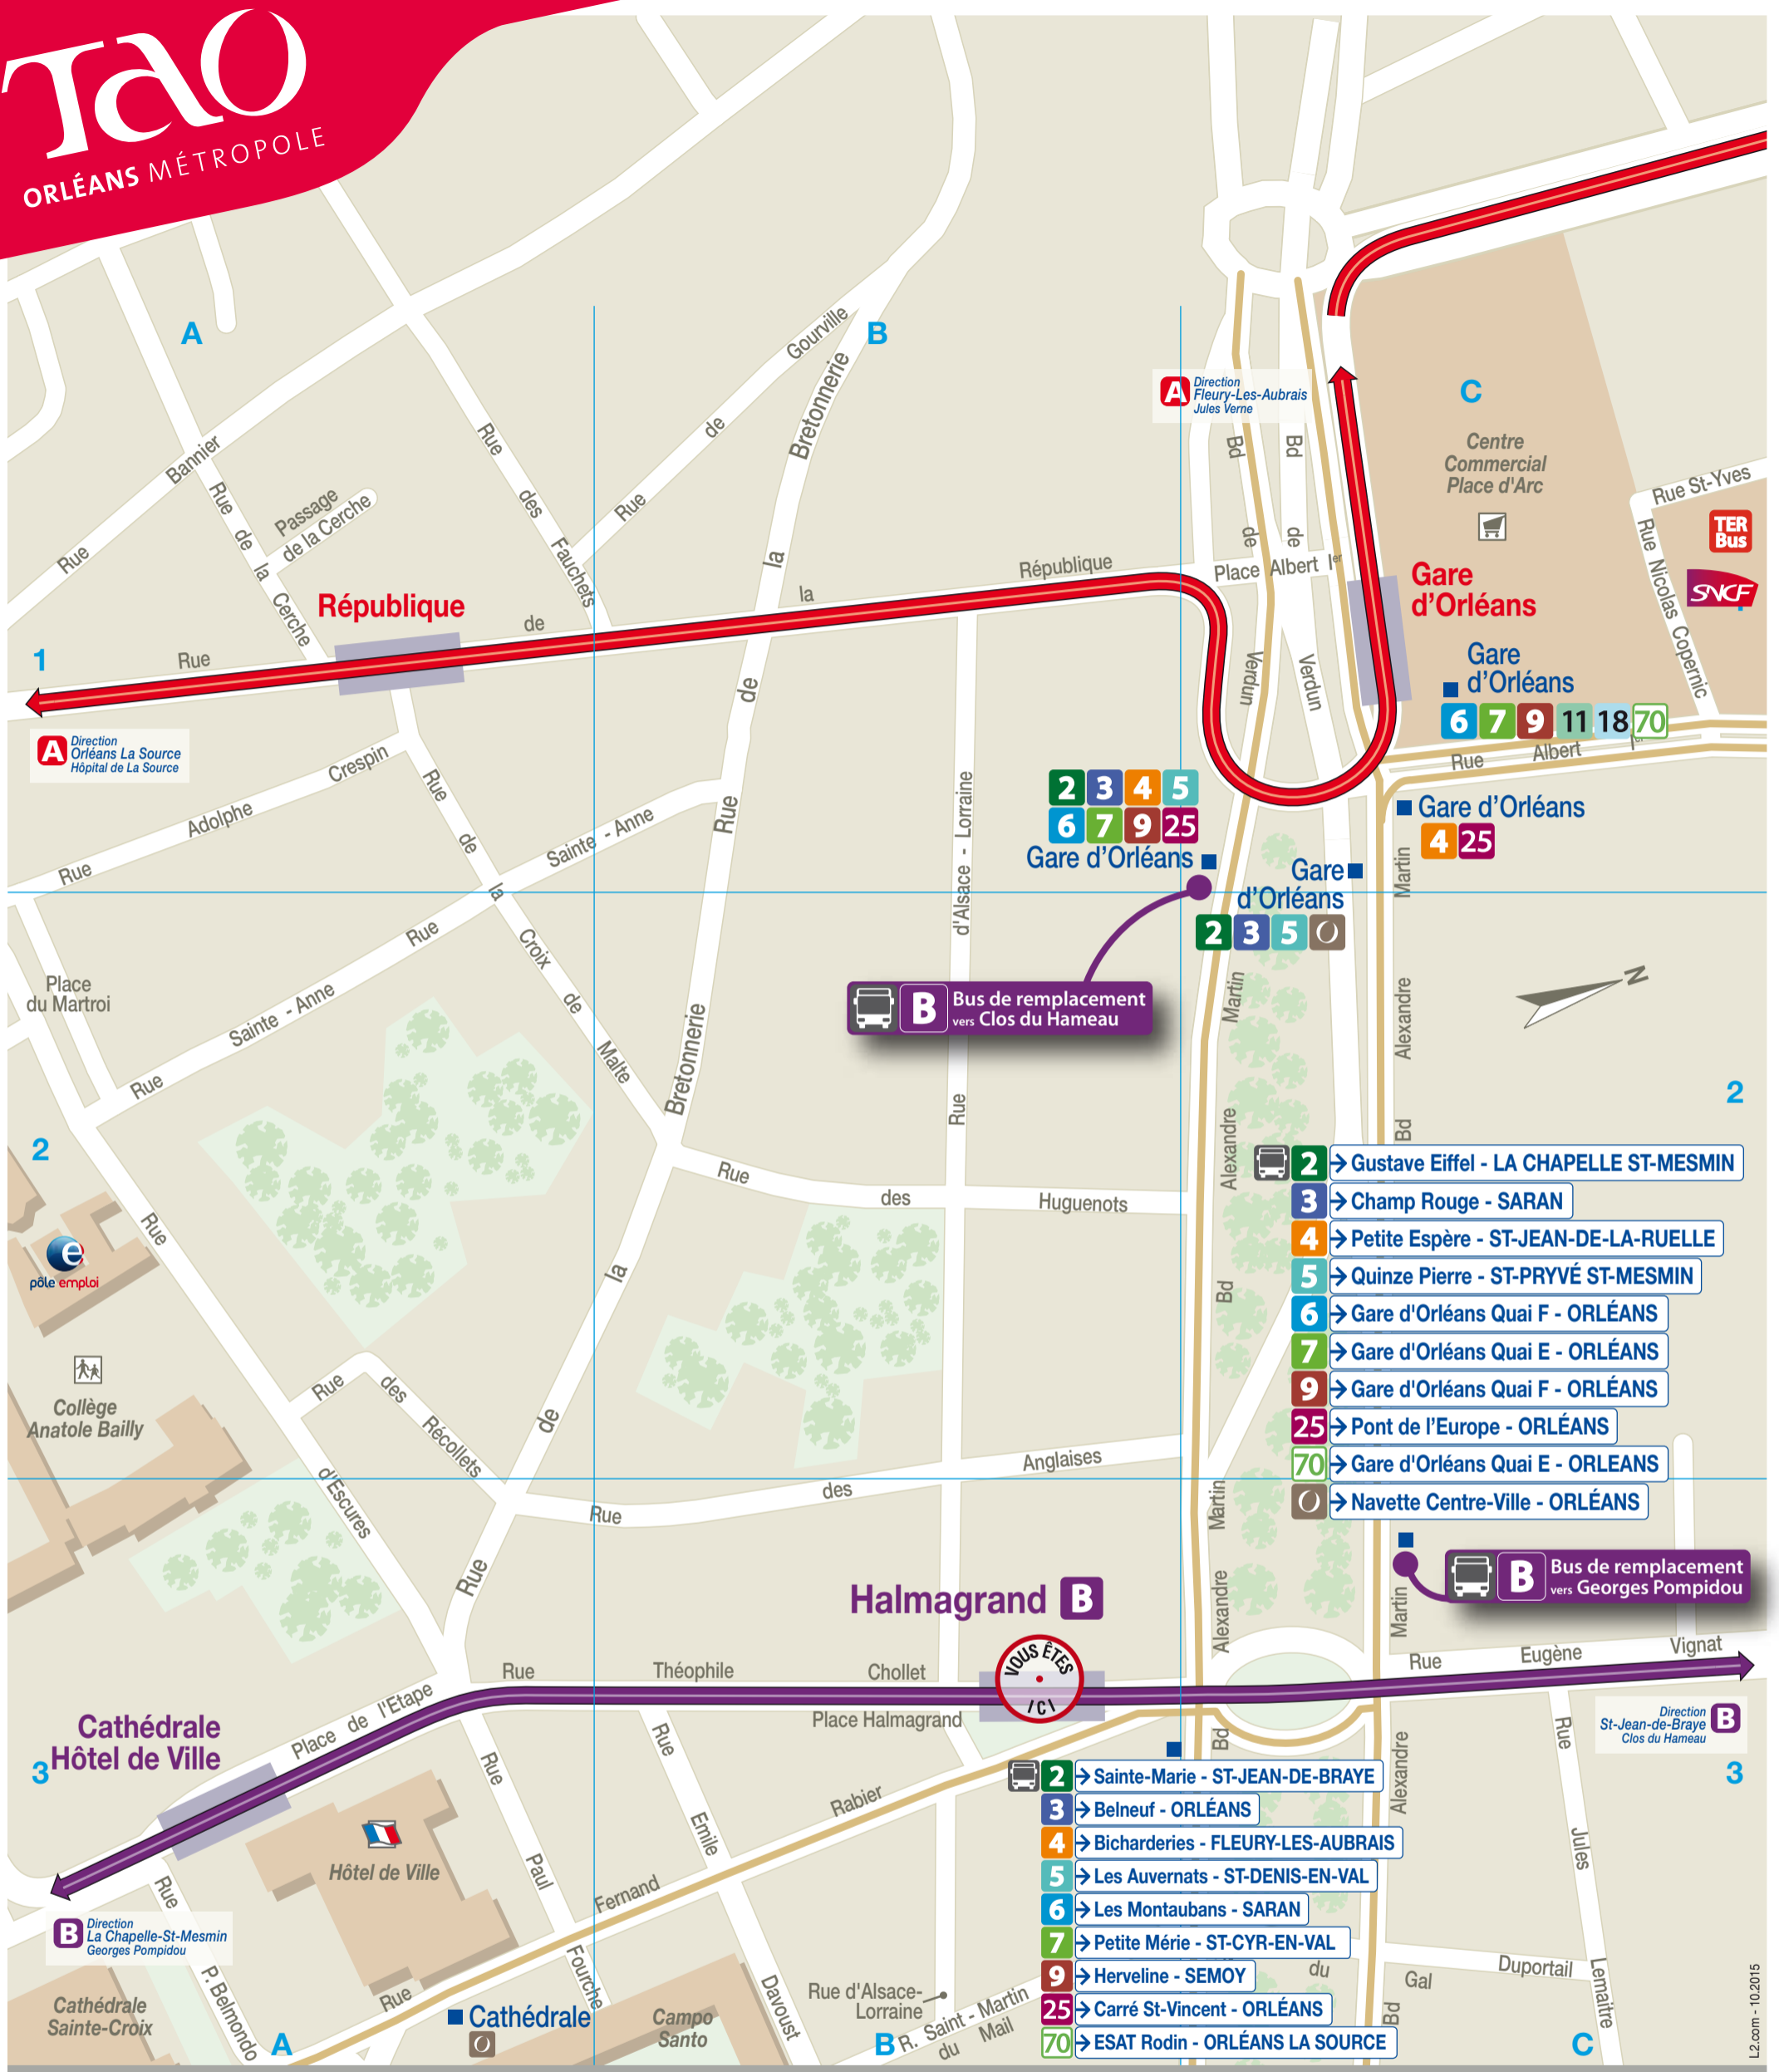 TAO
ORLÉANS MÉTROPOLE
A
B
C
Rue
de
Gourville
Rue
de
la
Bretonnerie
Rue
Bannier
Rue
de
la
Cerche
Passage
de la Cerche
Rue
des
Fauchets
A Direction
Fleury-Les-Aubrais
Jules Verne
Bd
de
Verdun
Bd
de
Verdun
Centre
Commercial
Place d'Arc
Rue St-Yves
TER
Bus
SNCF
Rue Nicolas Copernic
Place Albert Ier
Gare
d'Orléans
République
1
Rue
de
la
République
A Direction
Orléans La Source
Hôpital de La Source
Gare
d'Orléans
6 7 9 11 18 70
Rue Albert Ier
Rue
Adolphe
Crespin
Rue
de
la
Croix
de
Malte
Rue
Sainte-Anne
Rue
Sainte - Anne
Rue
d'Alsace - Lorraine
2 3 4 5
6 7 9 25
Gare d'Orléans
Gare d'Orléans
4 25
Gare
d'Orléans
2 3 5 O
B Bus de remplacement
vers Clos du Hameau
Place
du Martroi
N
Bd
Alexandre
Martin
Bd
Alexandre
Martin
2
2
Bretonnerie
la
de
Rue
Rue
des
Huguenots
pôle emploi
Collège
Anatole Bailly
Rue
d'Escures
Rue
des
Récollets
Rue
des
Anglaises
2 Gustave Eiffel - LA CHAPELLE ST-MESMIN
3 Champ Rouge - SARAN
4 Petite Espère - ST-JEAN-DE-LA-RUELLE
5 Quinze Pierre - ST-PRYVÉ ST-MESMIN
6 Gare d'Orléans Quai F - ORLÉANS
7 Gare d'Orléans Quai E - ORLÉANS
9 Gare d'Orléans Quai F - ORLÉANS
25 Pont de l'Europe - ORLÉANS
70 Gare d'Orléans Quai E - ORLEANS
O Navette Centre-Ville - ORLÉANS
B Bus de remplacement
vers Georges Pompidou
Alexandre
Martin
Martin
Halmagrand B
VOUS ÊTES
ICI
Rue
Théophile
Chollet
Place Halmagrand
Rue
Eugène
Vignat
Direction B
St-Jean-de-Braye
Clos du Hameau
Place de l'Etape
Cathédrale
Hôtel de Ville
3
3
Hôtel de Ville
B Direction
La Chapelle-St-Mesmin
Georges Pompidou
Rue
P. Belmondo
Rue
Paul
Fourche
Rue
Emile
Davoust
Rue
Fernand
Rabier
Bd
Alexandre
Bd
2 Sainte-Marie - ST-JEAN-DE-BRAYE
3 Belneuf - ORLÉANS
4 Bicharderies - FLEURY-LES-AUBRAIS
5 Les Auvernats - ST-DENIS-EN-VAL
6 Les Montaubans - SARAN
7 Petite Mérie - ST-CYR-EN-VAL
9 Herveline - SEMOY
25 Carré St-Vincent - ORLÉANS
70 ESAT Rodin - ORLÉANS LA SOURCE
Rue
Jules
Lemaitre
du
Gal
Duportail
Rue d'Alsace-
Lorraine
R. Saint - Martin
du Mail
Cathédrale
Sainte-Croix
Cathédrale
O
Campo
Santo
A
B
C
L2.com - 10.2015